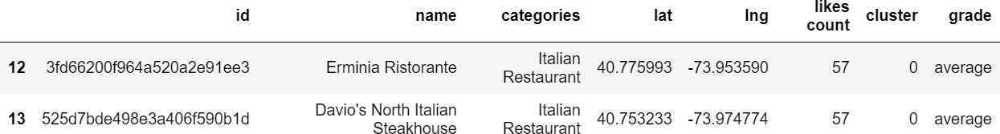 id name categories lat lng likes count cluster grade
12 3fd66200f964a520a2e91ee3 Erminia Ristorante Italian Restaurant 40.775993 -73.953590 57 0 average
13 525d7bde498e3a406f590b1d Davio's North Italian Steakhouse Italian Restaurant 40.753233 -73.974774 57 0 average